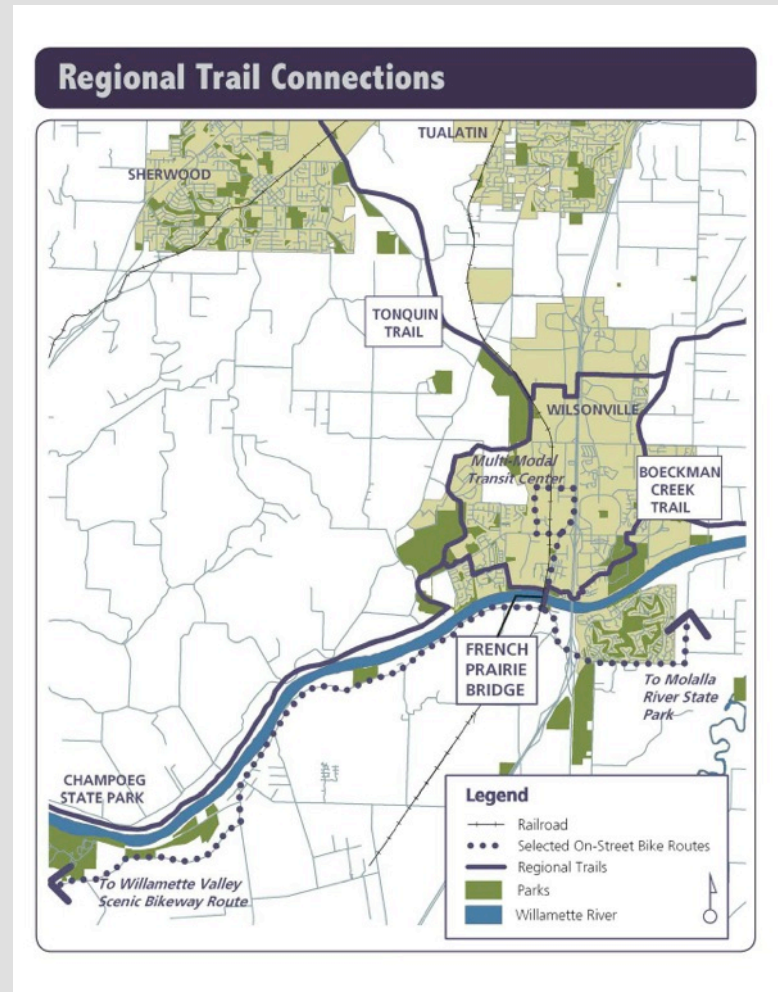 Regional Trail Connections
TUALATIN
SHERWOOD
TONQUIN
TRAIL
WILSONVILLE
Multi-Modal
Transit Center
BOECKMAN
CREEK
TRAIL
FRENCH
PRAIRIE
BRIDGE
To Molalla
River State
Park
CHAMPOEG
STATE PARK
To Willamette Valley
Scenic Bikeway Route
Legend
Railroad
Selected On-Street Bike Routes
Regional Trails
Parks
Willamette River